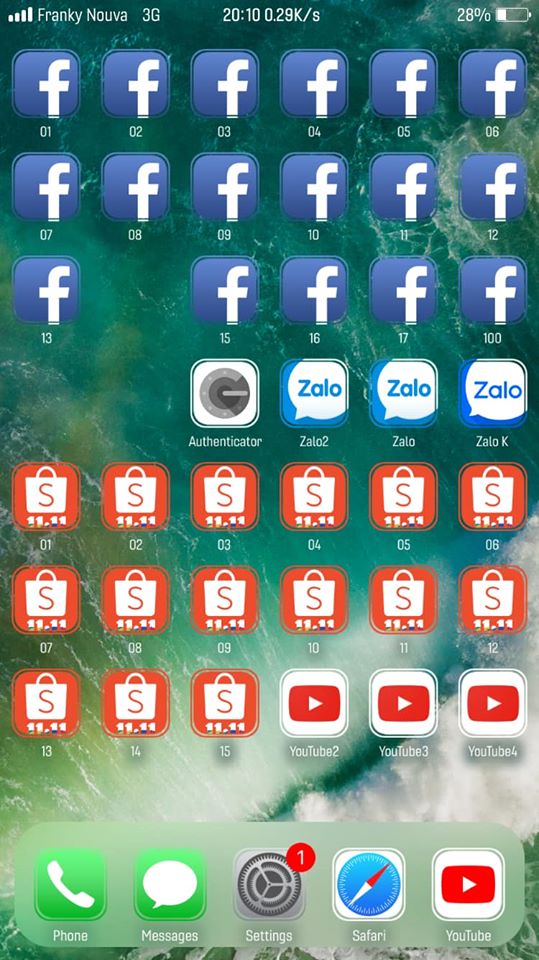 Franky Nouva 3G 20:10 0.29K/s 28%
01 02 03 04 05 06
07 08 09 10 11 12
13 15 16 17 100
Zalo Zalo Zalo
Authenticator Zalo2 Zalo Zalo K
S S S S S S
11.11 11.11 11.11 11.11 11.11 11.11
01 02 03 04 05 06
S S S S S S
11.11 11.11 11.11 11.11 11.11 11.11
07 08 09 10 11 12
S S S
11.11 11.11 11.11
13 14 15 YouTube2 YouTube3 YouTube4
1
Phone Messages Settings Safari YouTube